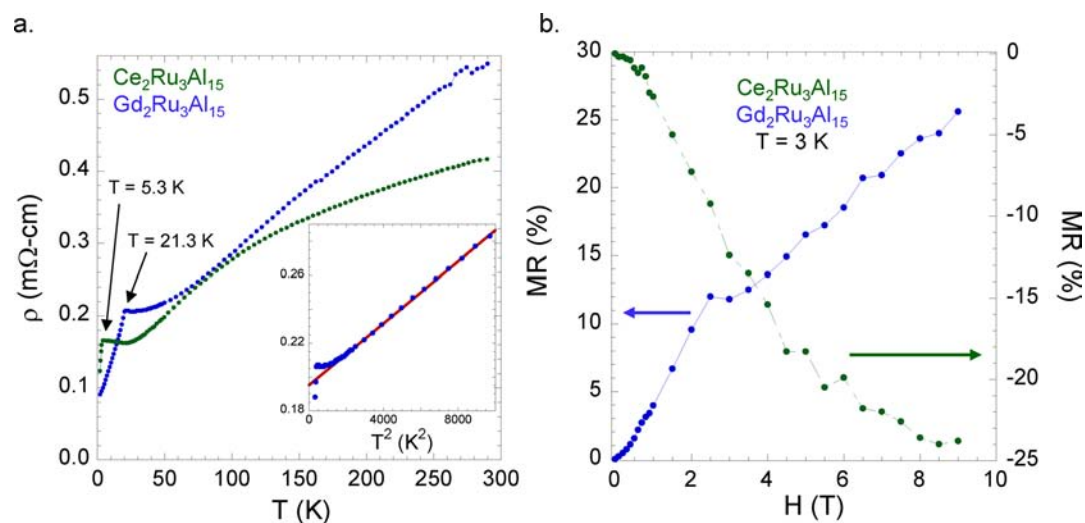 a.
Ce₂Ru₃Al₁₅
Gd₂Ru₃Al₁₅
T = 5.3 K
T = 21.3 K
ρ (mΩ-cm)
0.5
0.4
0.3
0.2
0.1
0.0
0 50 100 150 200 250 300
T (K)
0.26
0.22
0.18
0 4000 8000
T² (K²)
b.
Ce₂Ru₃Al₁₅
Gd₂Ru₃Al₁₅
T = 3 K
MR (%)
30
25
20
15
10
5
0
0 2 4 6 8 10
H (T)
0
-5
-10
-15
-20
-25
MR (%)